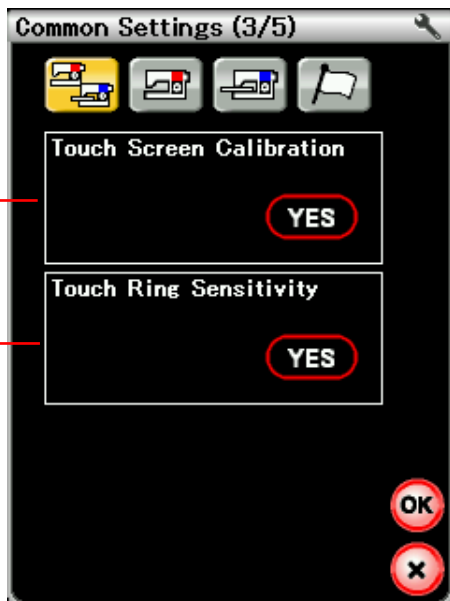 Common Settings (3/5)
Touch Screen Calibration
YES
Touch Ring Sensitivity
YES
OK